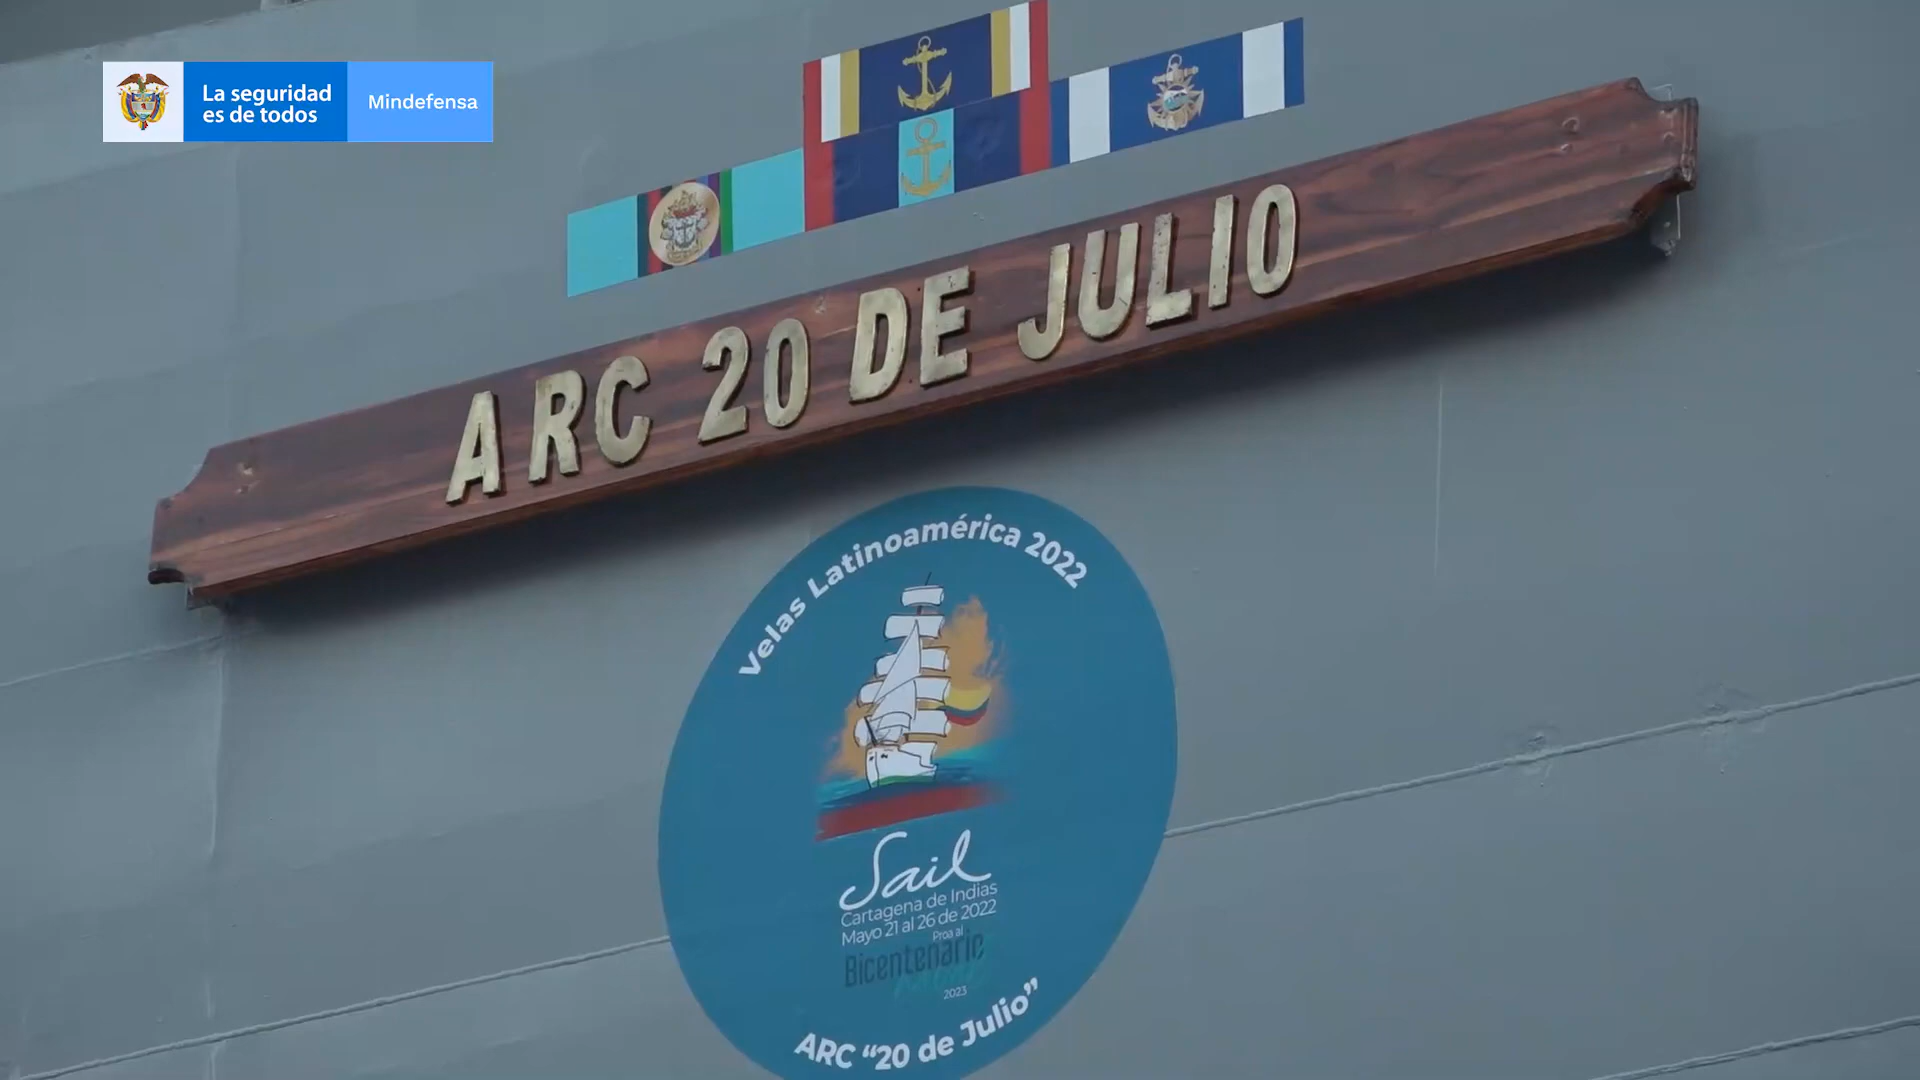 La seguridad
es de todos
Mindefensa
ARC 20 DE JULIO
Velas Latinoamérica 2022
Sail
Cartagena de Indias
Mayo 21 al 26 de 2022
Proa al
2023
ARC “20 de Julio”